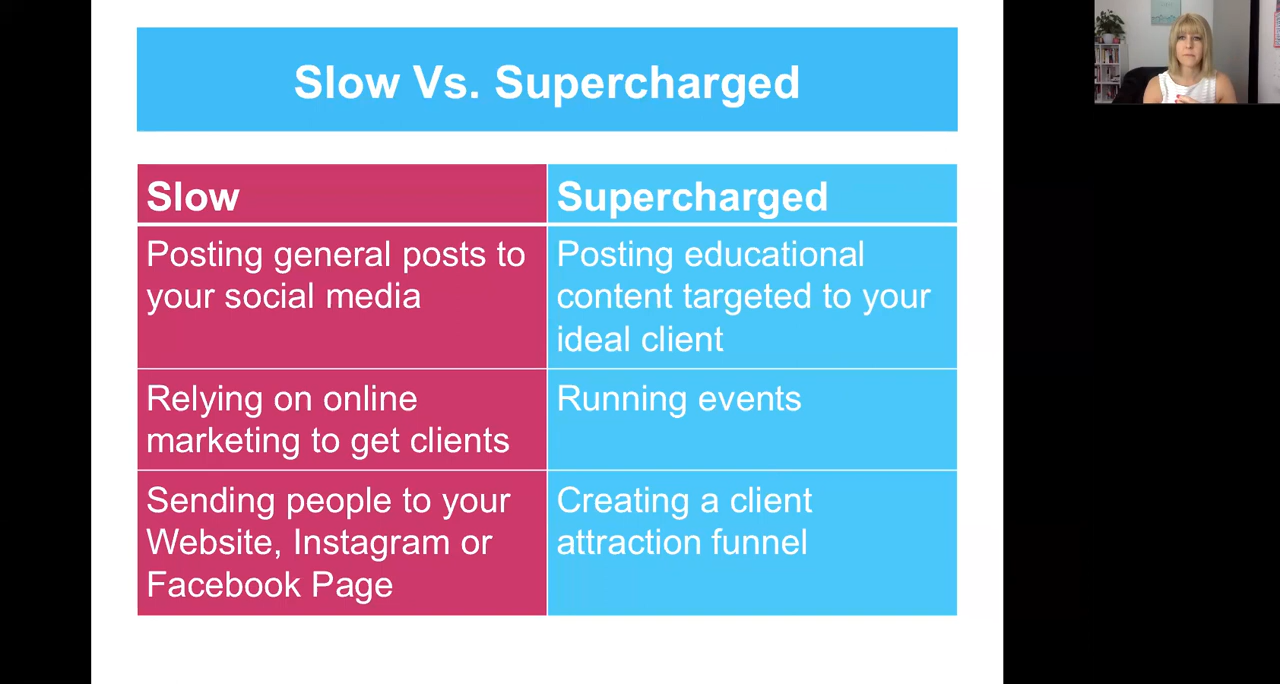 Slow Vs. Supercharged
Slow
Supercharged
Posting general posts to
your social media
Posting educational
content targeted to your
ideal client
Relying on online
marketing to get clients
Running events
Sending people to your
Website, Instagram or
Facebook Page
Creating a client
attraction funnel